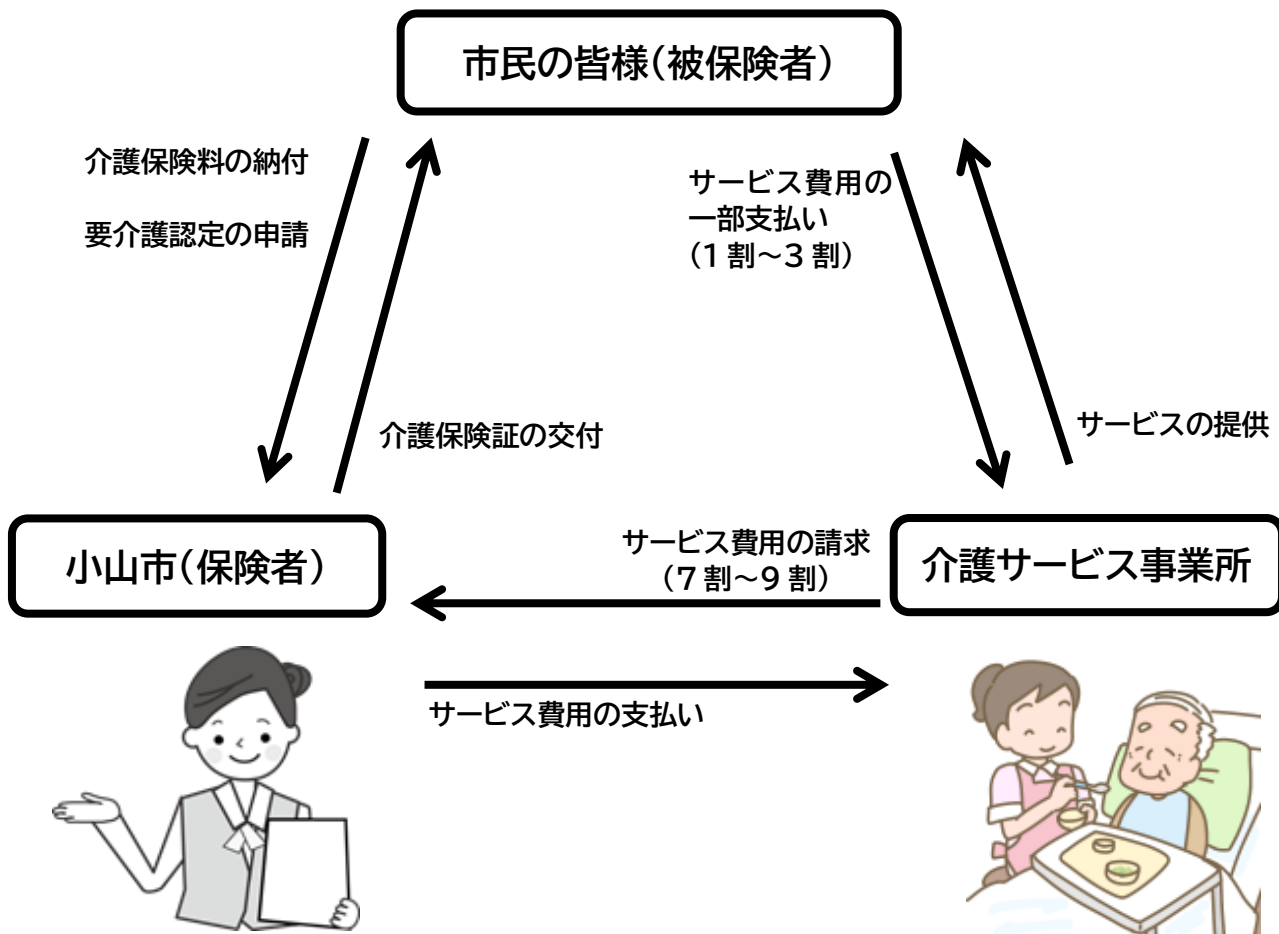 市民の皆様(被保険者)
介護保険料の納付
要介護認定の申請
サービス費用の
一部支払い
(1割~3割)
介護保険証の交付
サービスの提供
小山市(保険者)
サービス費用の請求
(7割~9割)
介護サービス事業所
サービス費用の支払い